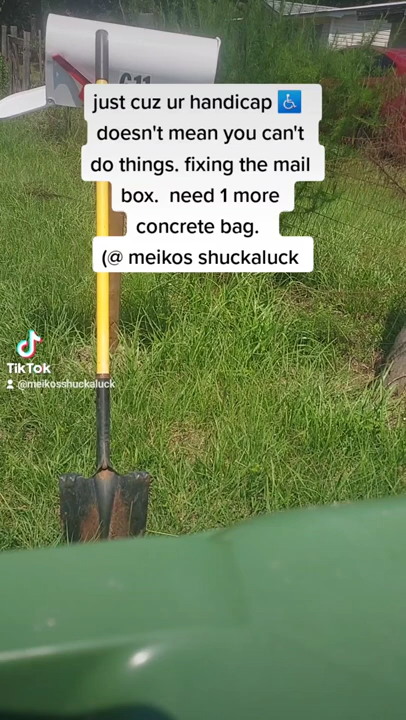 611
just cuz ur handicap ♿
doesn't mean you can't
do things. fixing the mail
box.  need 1 more
concrete bag.
(@ meikos shuckaluck
TikTok
@meikosshuckaluck